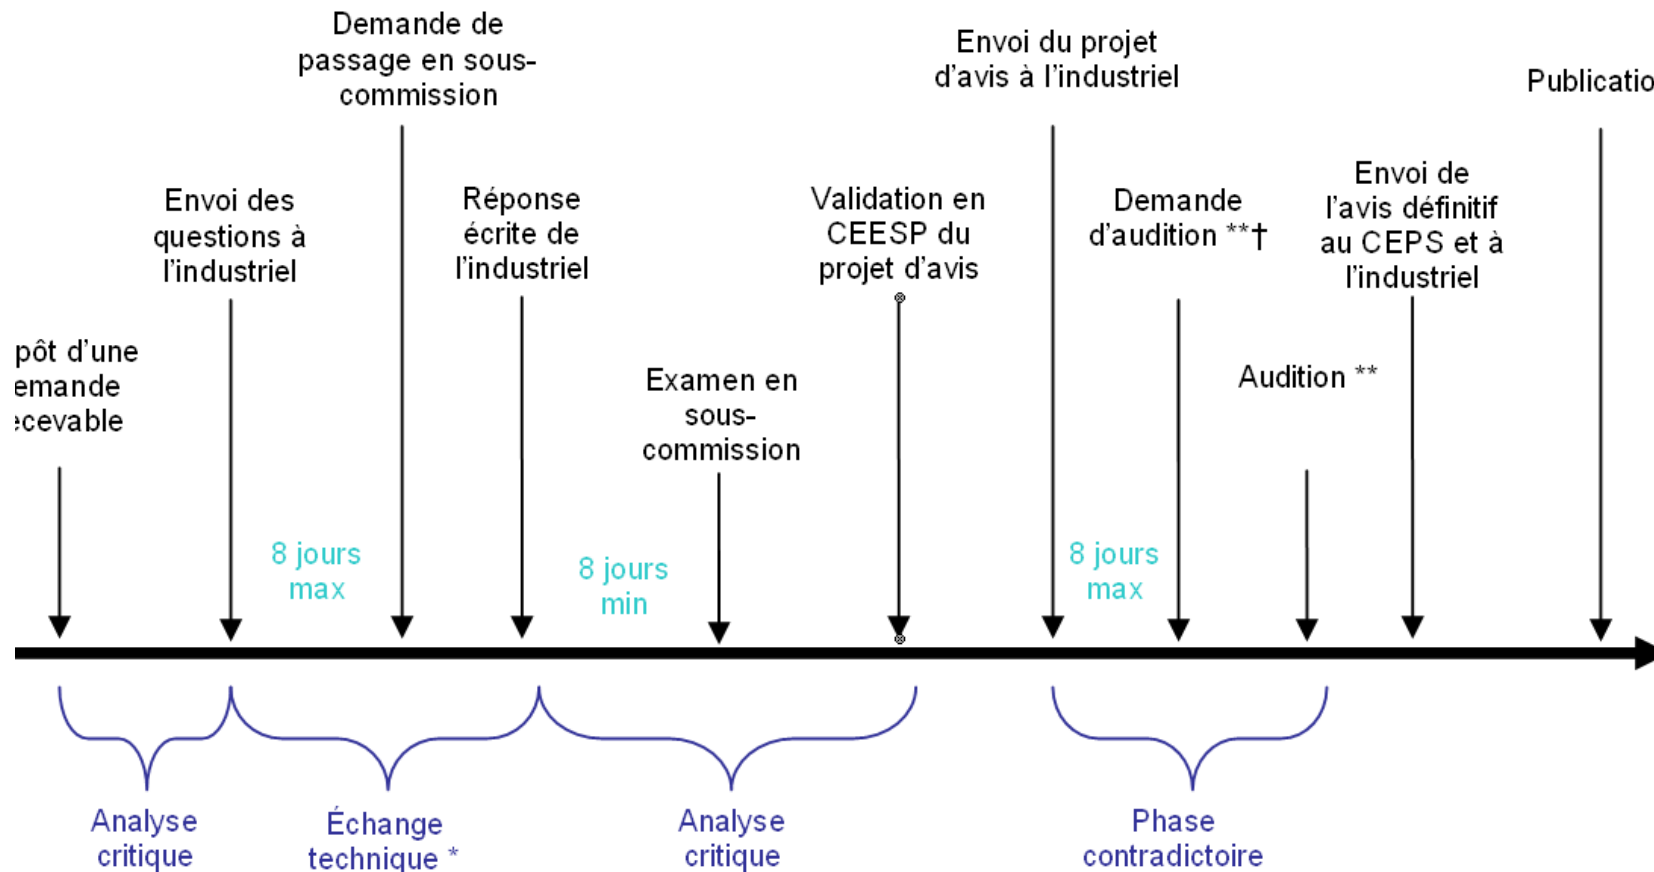 Demande de
passage en sous-
commission
Envoi du projet
d'avis à l'industriel
Publicatio
Envoi des
questions à
l'industriel
Réponse
écrite de
l'industriel
Validation en
CEESP du
projet d'avis
Demande
d'audition **†
Envoi de
l'avis définitif
au CEPS et à
l'industriel
pôt d'une
emande
ecevable
Examen en
sous-
commission
Audition **
8 jours
max
8 jours
min
8 jours
max
Analyse
critique
Échange
technique *
Analyse
critique
Phase
contradictoire